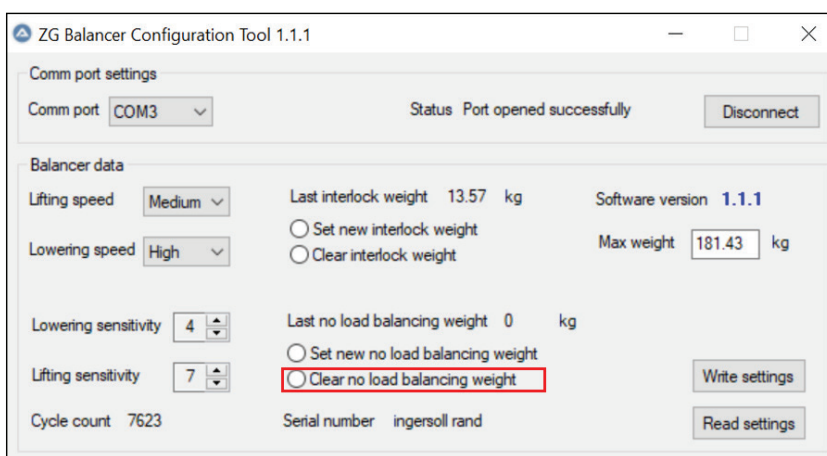 ZG Balancer Configuration Tool 1.1.1
Comm port settings
Comm port COM3 Status Port opened successfully Disconnect
Balancer data
Lifting speed Medium Last interlock weight 13.57 kg Software version 1.1.1
Set new interlock weight
Lowering speed High Clear interlock weight Max weight 181.43 kg
Lowering sensitivity 4 Last no load balancing weight 0 kg
Set new no load balancing weight
Lifting sensitivity 7 Clear no load balancing weight Write settings
Cycle count 7623 Serial number ingersoll rand Read settings